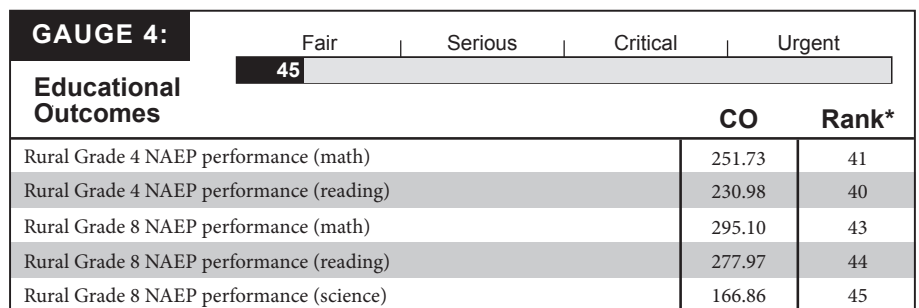 GAUGE 4:
Fair | Serious | Critical | Urgent
45
Educational
Outcomes
CO Rank*
Rural Grade 4 NAEP performance (math) 251.73 41
Rural Grade 4 NAEP performance (reading) 230.98 40
Rural Grade 8 NAEP performance (math) 295.10 43
Rural Grade 8 NAEP performance (reading) 277.97 44
Rural Grade 8 NAEP performance (science) 166.86 45